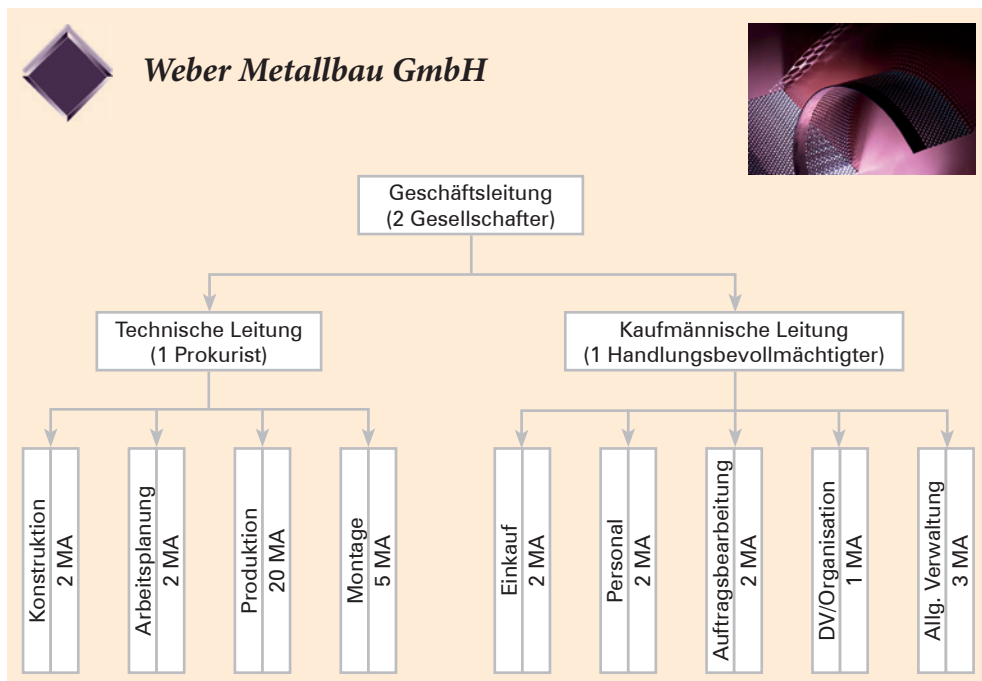 Weber Metallbau GmbH
Geschäftsleitung
(2 Gesellschafter)
Technische Leitung
(1 Prokurist)
Kaufmännische Leitung
(1 Handlungsbevollmächtigter)
Konstruktion
2 MA
Arbeitsplanung
2 MA
Produktion
20 MA
Montage
5 MA
Einkauf
2 MA
Personal
2 MA
Auftragsbearbeitung
2 MA
DV/Organisation
1 MA
Allg. Verwaltung
3 MA